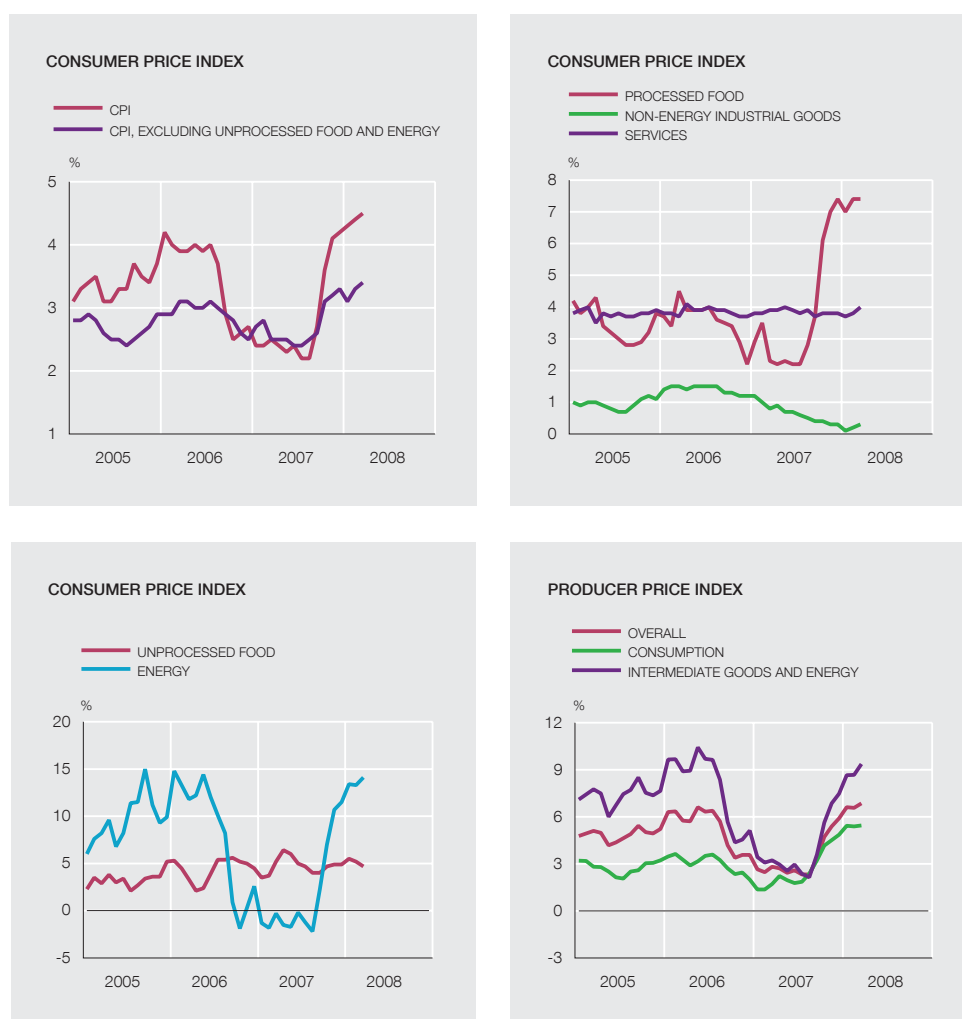 CONSUMER PRICE INDEX
CPI
CPI, EXCLUDING UNPROCESSED FOOD AND ENERGY
%
5
4
3
2
1
2005 2006 2007 2008
CONSUMER PRICE INDEX
PROCESSED FOOD
NON-ENERGY INDUSTRIAL GOODS
SERVICES
%
8
7
6
5
4
3
2
1
0
2005 2006 2007 2008
CONSUMER PRICE INDEX
UNPROCESSED FOOD
ENERGY
%
20
15
10
5
0
-5
2005 2006 2007 2008
PRODUCER PRICE INDEX
OVERALL
CONSUMPTION
INTERMEDIATE GOODS AND ENERGY
%
12
9
6
3
0
-3
2005 2006 2007 2008